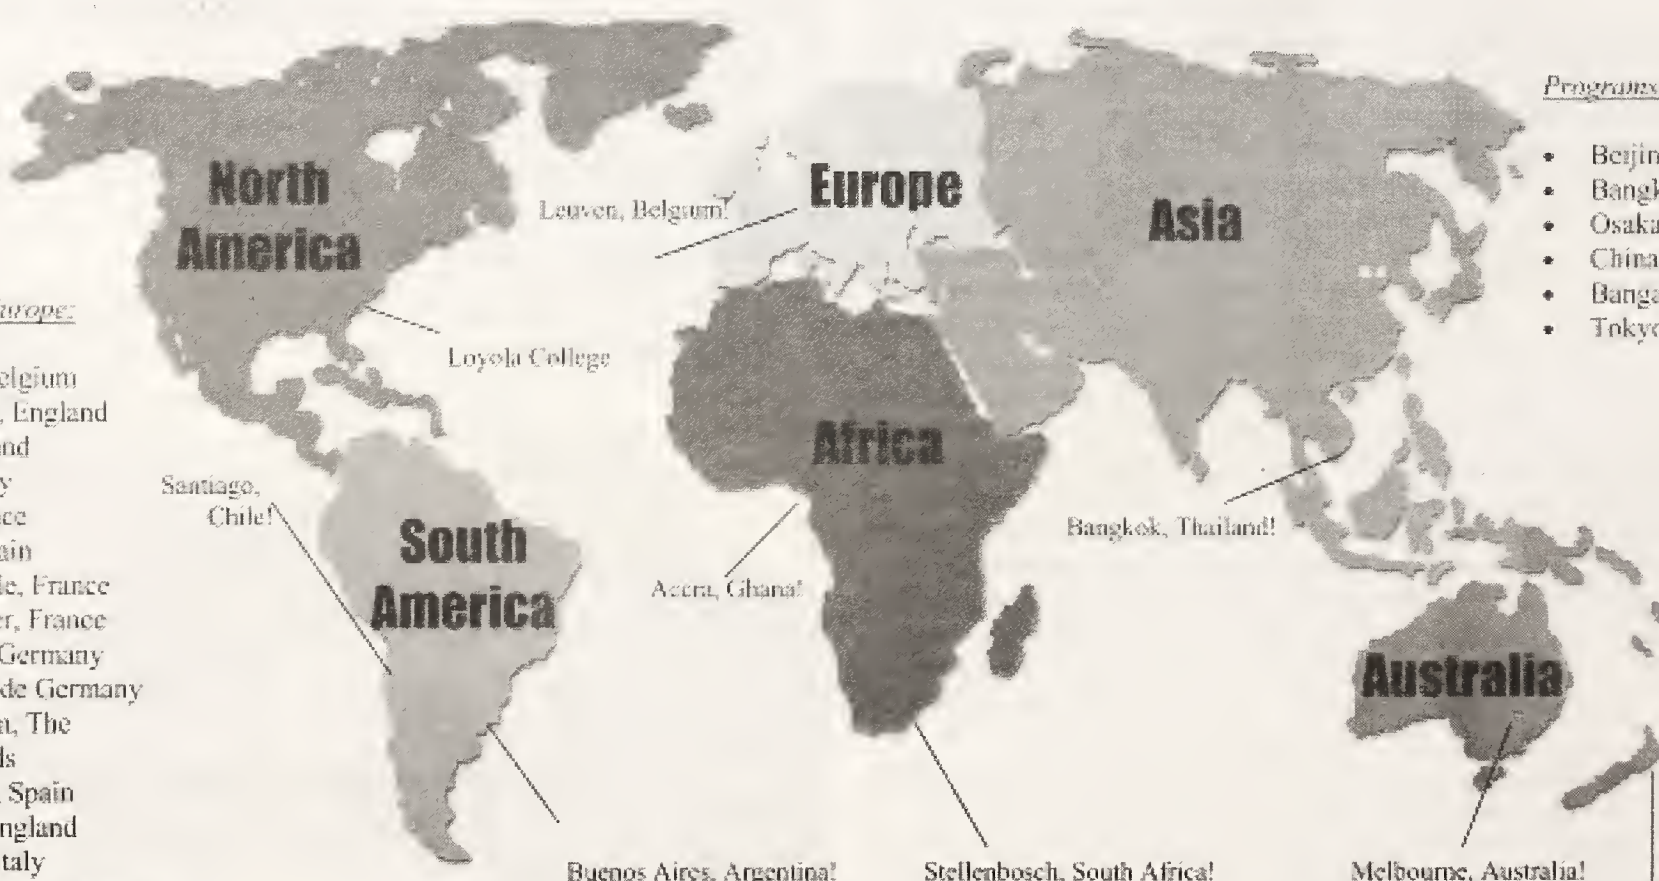 North
America
Europe
Asia
Africa
South
America
Australia
Leuven, Belgium!
Loyola College
Santiago,
Chile!
Accra, Ghana!
Bangkok, Thailand!
Buenos Aires, Argentina!
Stellenbosch, South Africa!
Melbourne, Australia!
urope:
elgium
, England
nd
y
ce
ain
le, France
er, France
Germany
de Germany
n, The
ds
, Spain
ngland
taly
Programs
• Beijin
• Bangk
• Osaka
• China
• Banga
• Tokyo